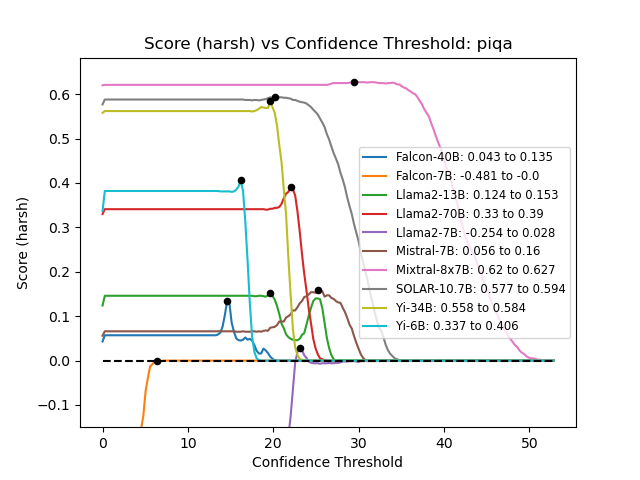 Score (harsh) vs Confidence Threshold: piqa
Score (harsh)
0.6
0.5
0.4
0.3
0.2
0.1
0.0
−0.1
Falcon-40B: 0.043 to 0.135
Falcon-7B: -0.481 to -0.0
Llama2-13B: 0.124 to 0.153
Llama2-70B: 0.33 to 0.39
Llama2-7B: -0.254 to 0.028
Mistral-7B: 0.056 to 0.16
Mixtral-8x7B: 0.62 to 0.627
SOLAR-10.7B: 0.577 to 0.594
Yi-34B: 0.558 to 0.584
Yi-6B: 0.337 to 0.406
0 10 20 30 40 50
Confidence Threshold